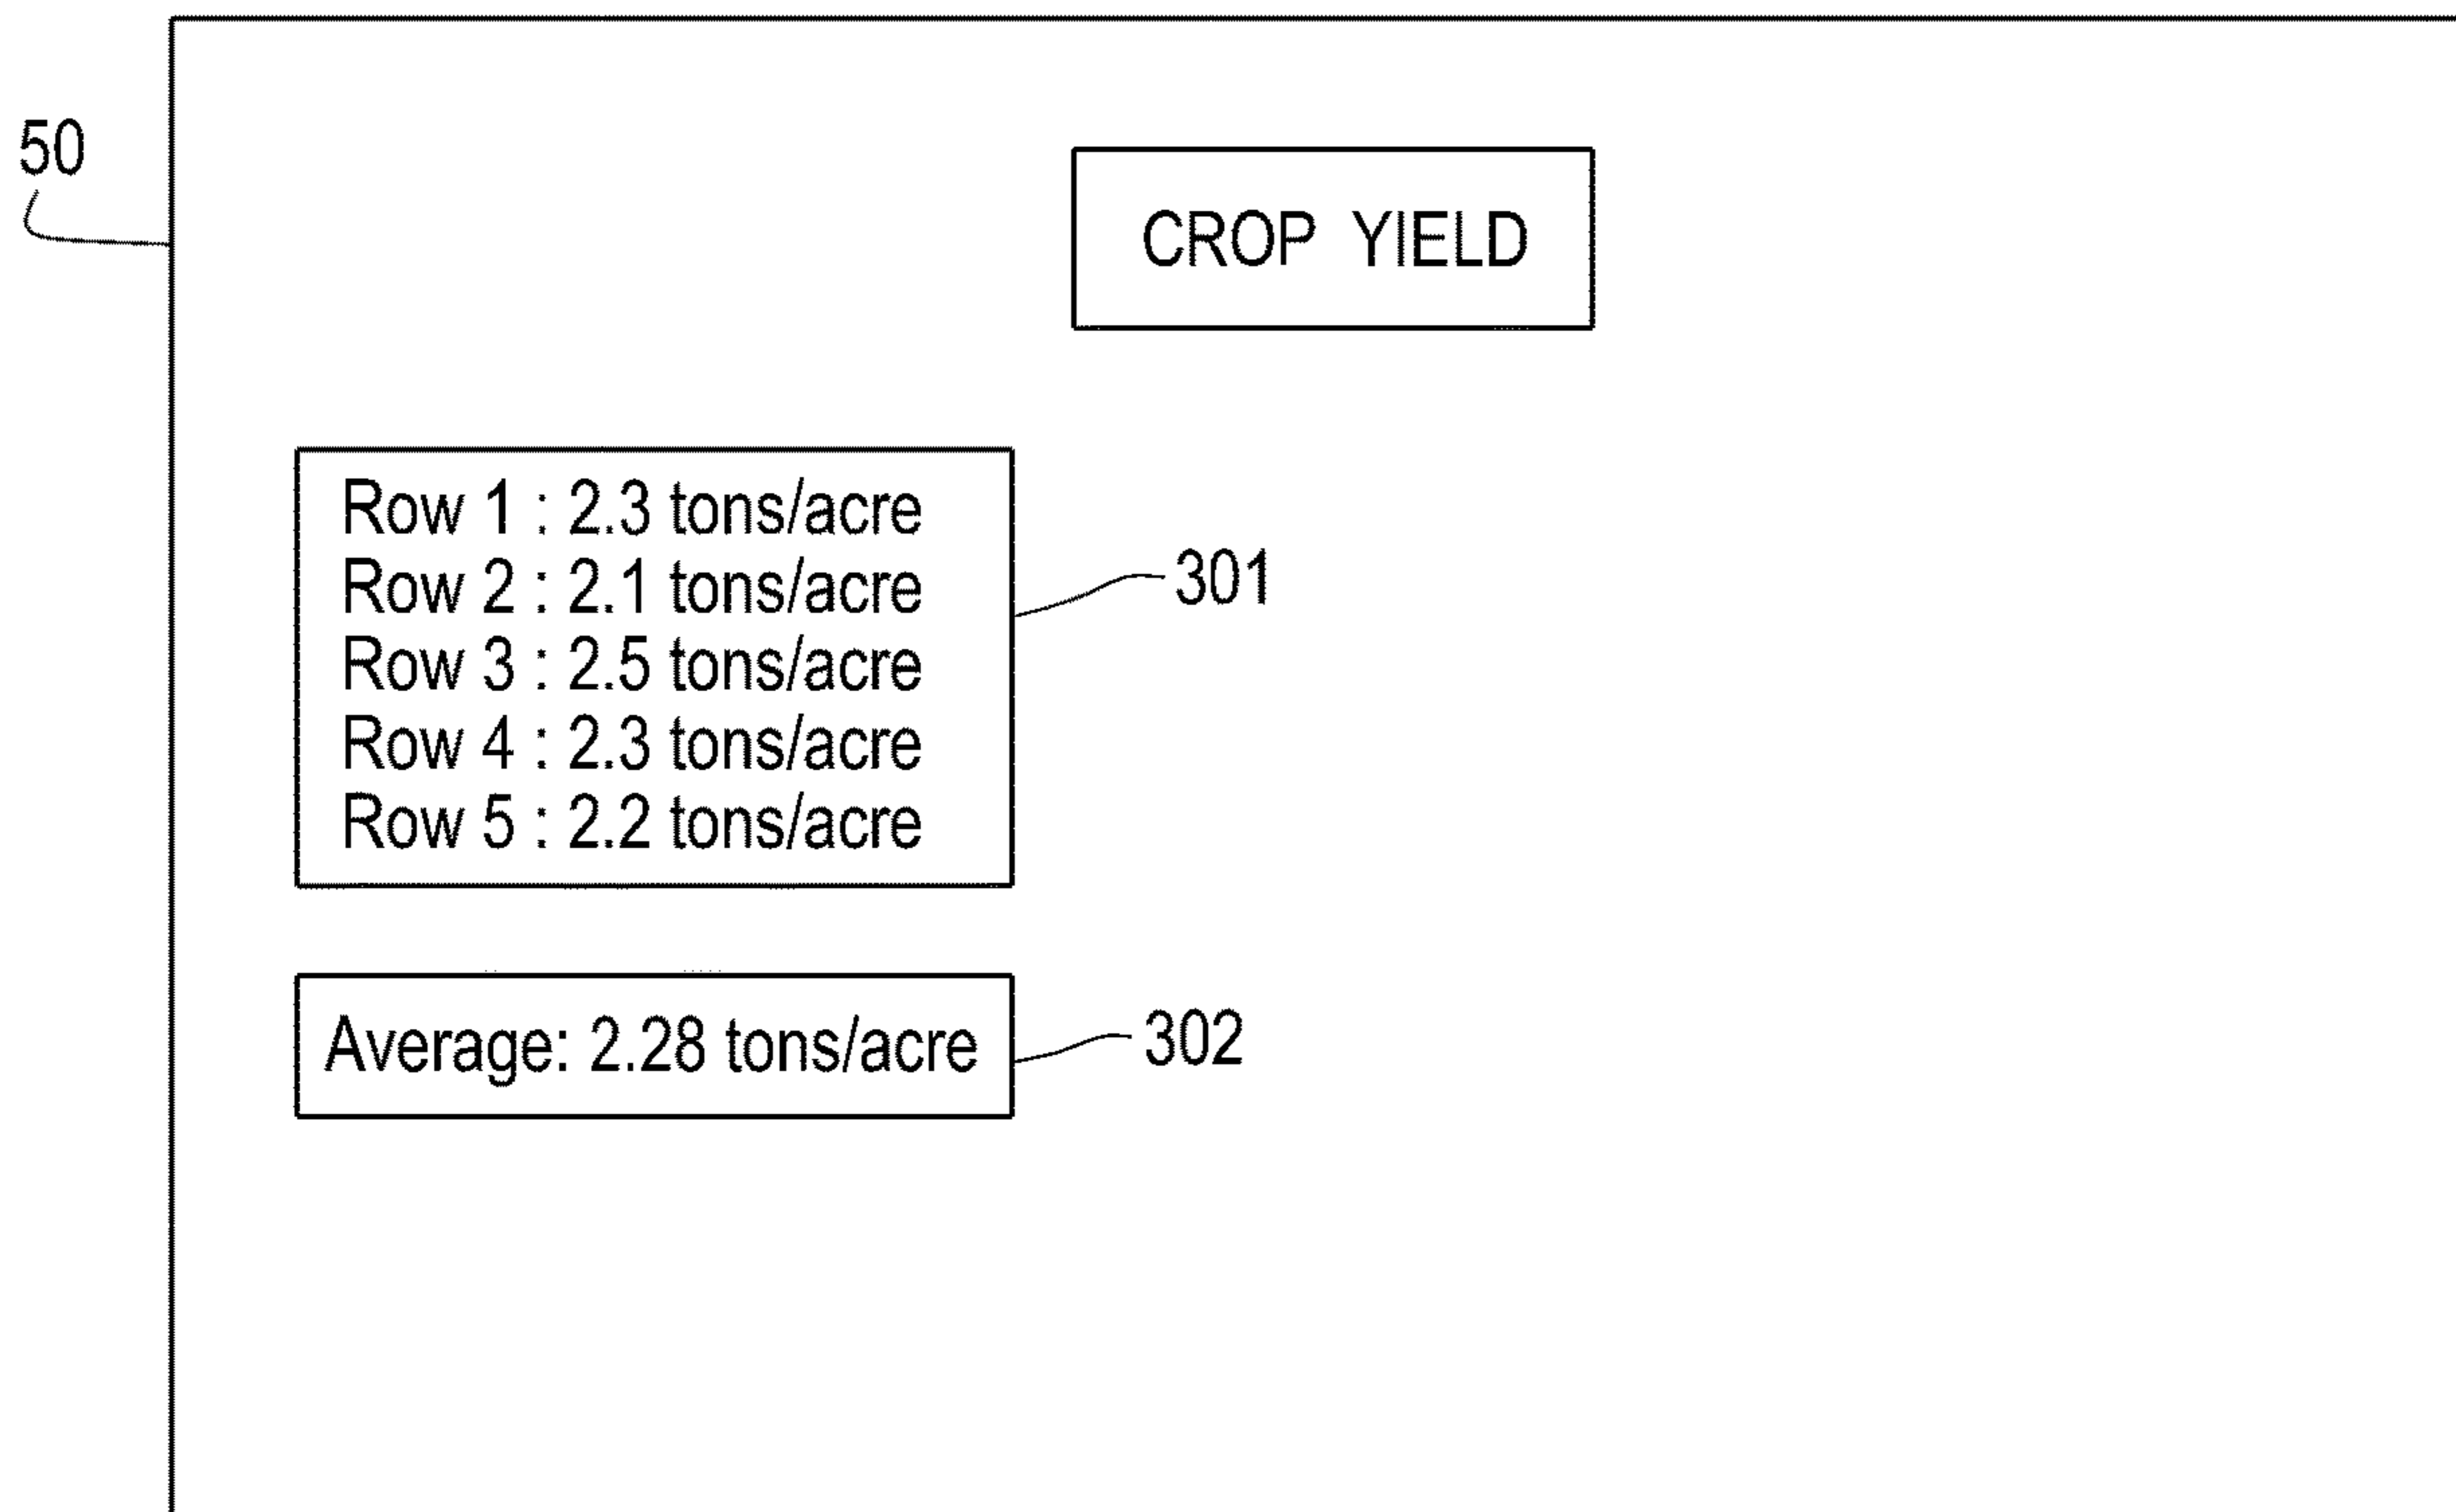 50
CROP YIELD
Row 1 : 2.3 tons/acre
Row 2 : 2.1 tons/acre
301
Row 3 : 2.5 tons/acre
Row 4 : 2.3 tons/acre
Row 5 : 2.2 tons/acre
Average: 2.28 tons/acre
302